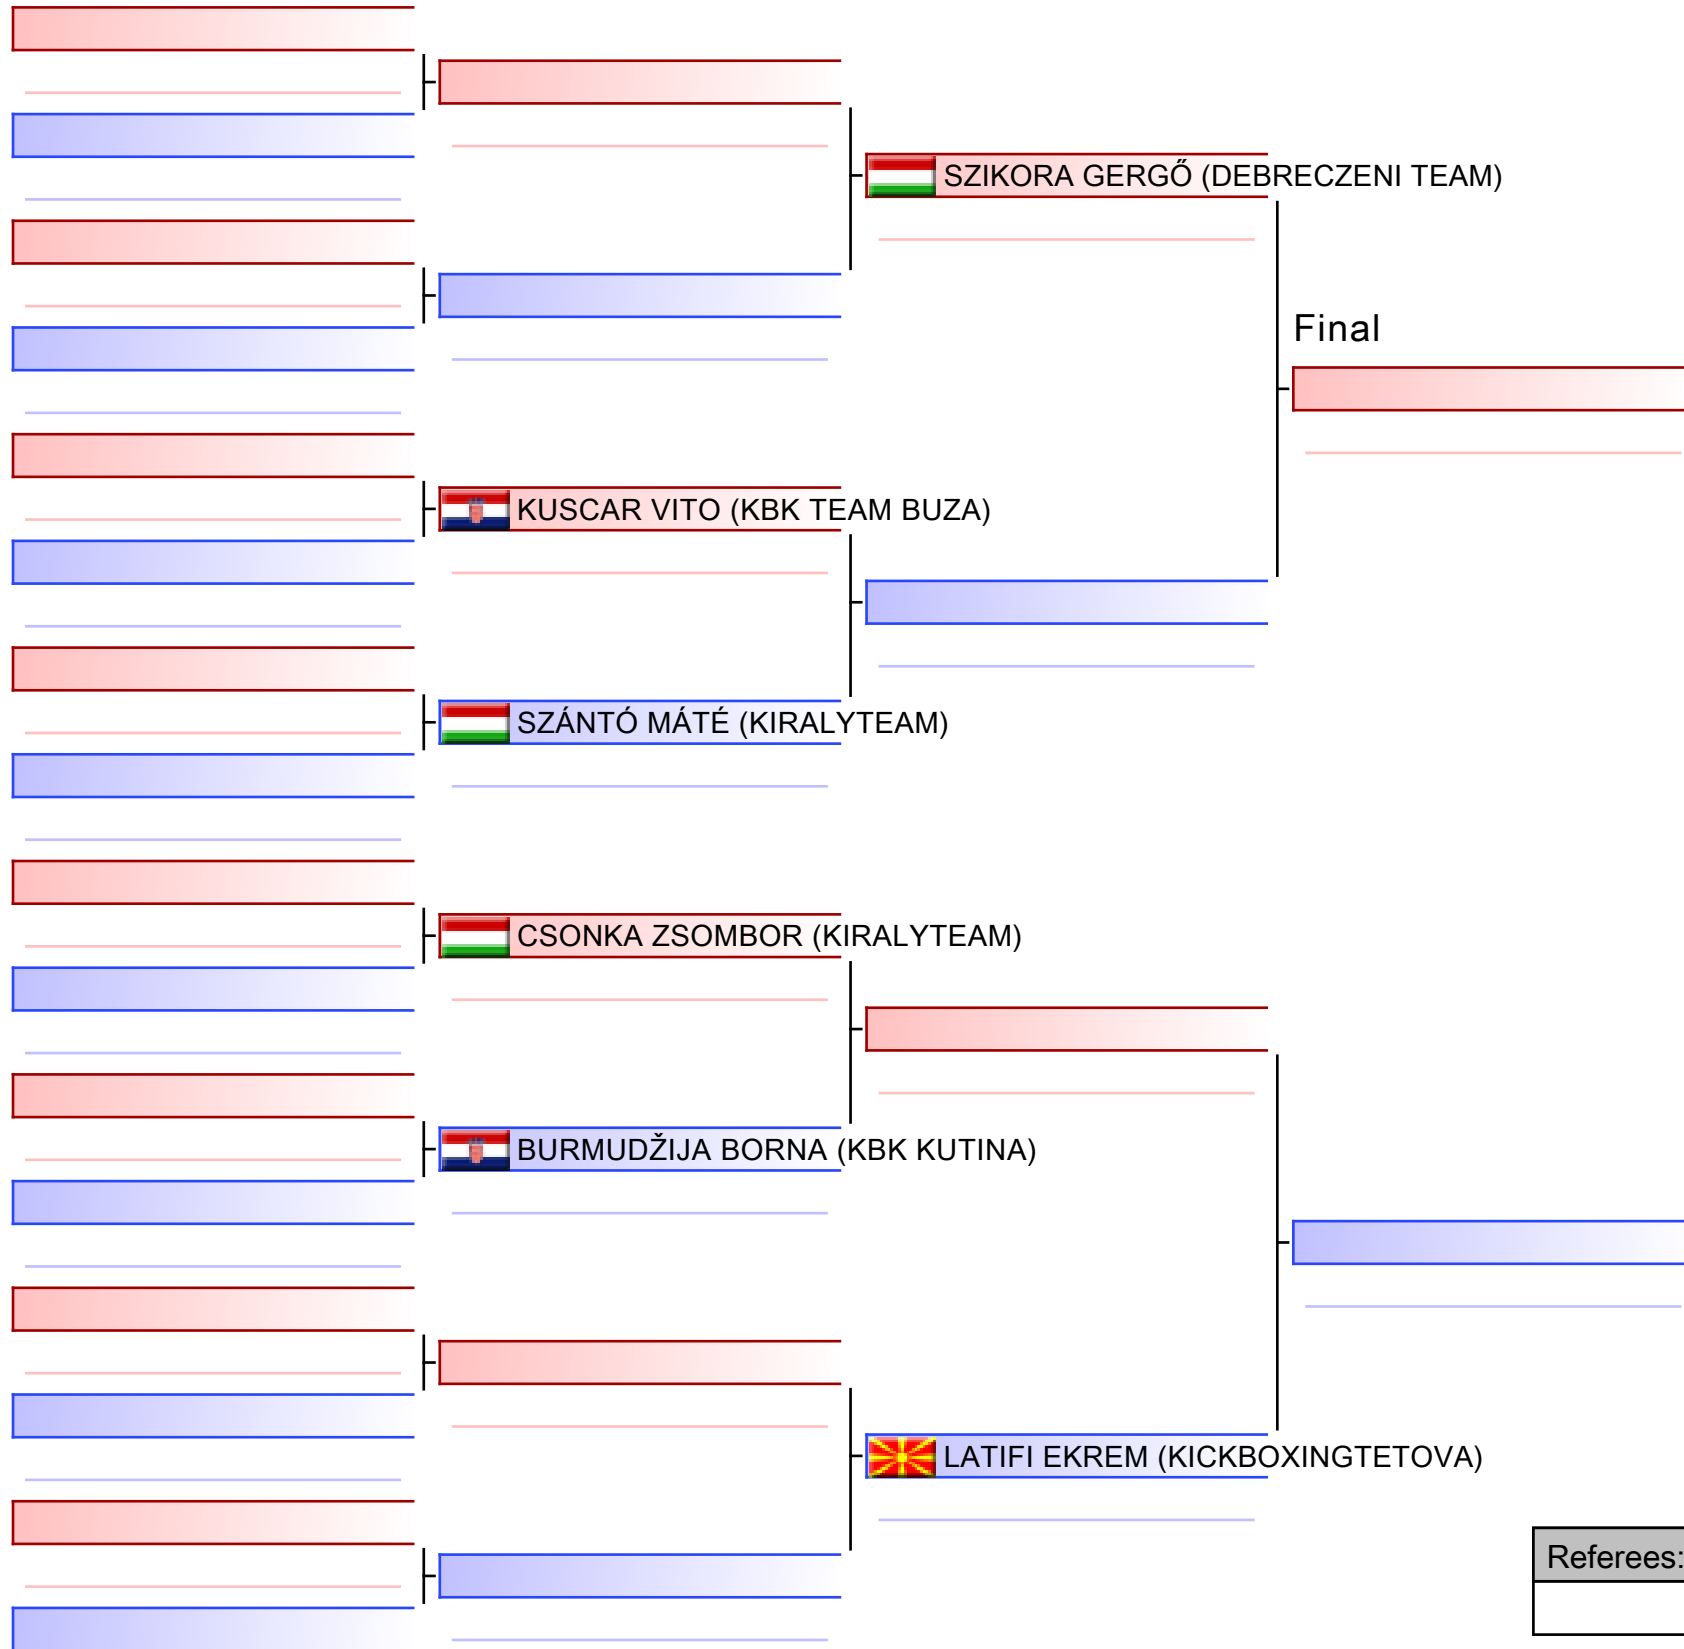 SZIKORA GERGŐ (DEBRECZENI TEAM)
Final
KUSCAR VITO (KBK TEAM BUZA)
SZÁNTÓ MÁTÉ (KIRALYTEAM)
CSONKA ZSOMBOR (KIRALYTEAM)
BURMUDŽIJA BORNA (KBK KUTINA)
LATIFI EKREM (KICKBOXINGTETOVA)
Referees: